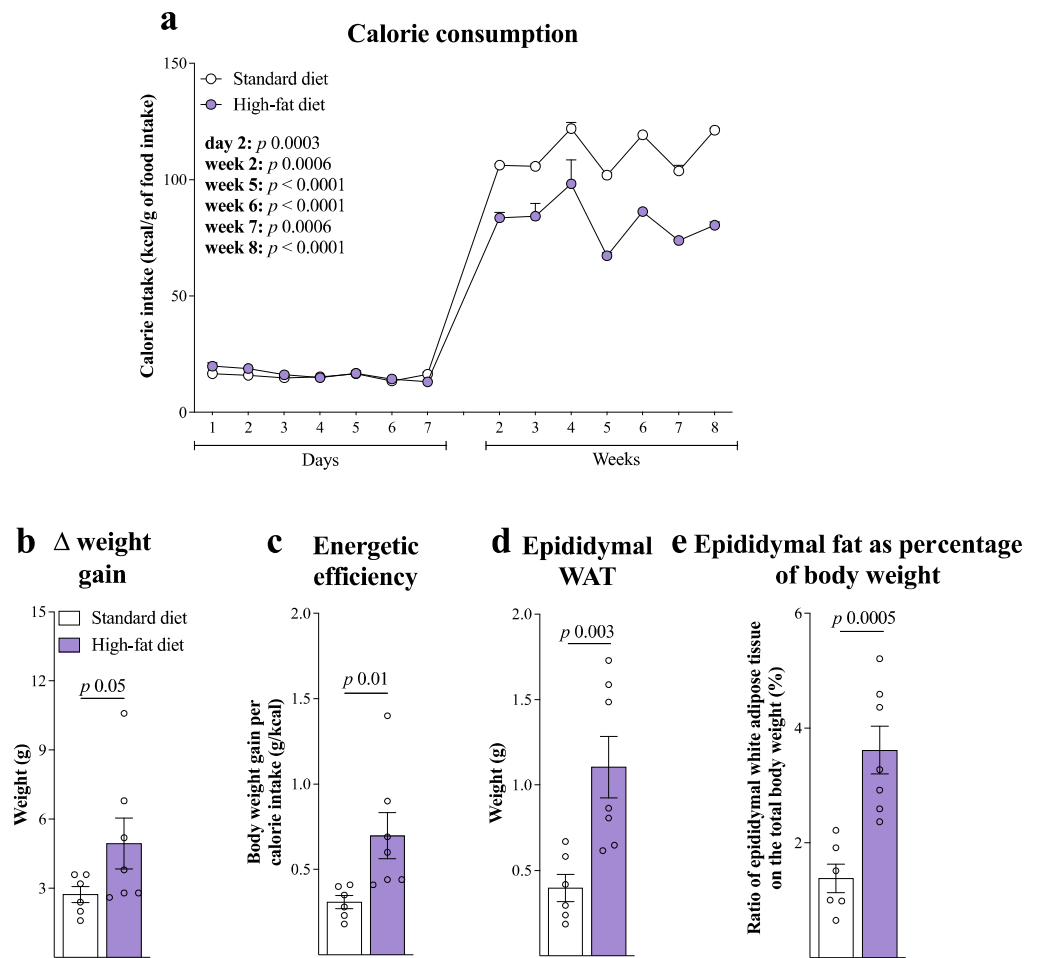 a
Calorie consumption
Calorie intake (kcal/g of food intake)
150
100
50
0
Standard diet
High-fat diet
day 2: p 0.0003
week 2: p 0.0006
week 5: p < 0.0001
week 6: p < 0.0001
week 7: p 0.0006
week 8: p < 0.0001
1 2 3 4 5 6 7 2 3 4 5 6 7 8
Days Weeks
b Δ weight
gain
Weight (g)
15
12
9
6
3
Standard diet
High-fat diet
p 0.05
c Energetic
efficiency
Body weight gain per
calorie intake (g/kcal)
2.0
1.5
1.0
0.5
p 0.01
d Epididymal
WAT
Weight (g)
2.0
1.5
1.0
0.5
p 0.003
e Epididymal fat as percentage
of body weight
Ratio of epididymal white adipose tissue
on the total body weight (%)
6
4
2
p 0.0005